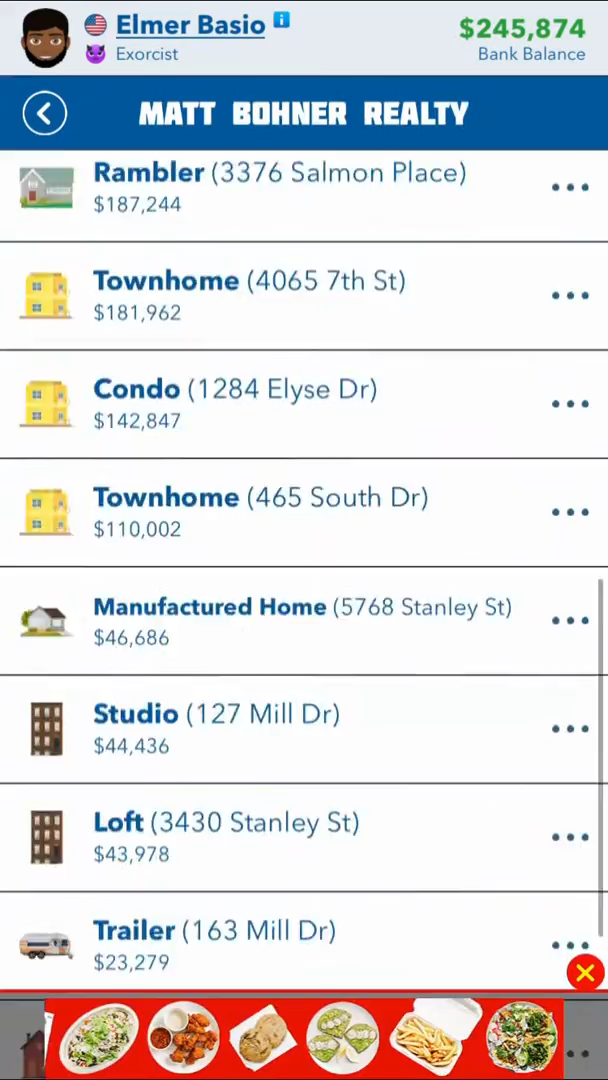 Elmer Basio i
Exorcist
$245,874
Bank Balance
MATT BOHNER REALTY
Rambler (3376 Salmon Place)
$187,244
Townhome (4065 7th St)
$181,962
Condo (1284 Elyse Dr)
$142,847
Townhome (465 South Dr)
$110,002
Manufactured Home (5768 Stanley St)
$46,686
Studio (127 Mill Dr)
$44,436
Loft (3430 Stanley St)
$43,978
Trailer (163 Mill Dr)
$23,279